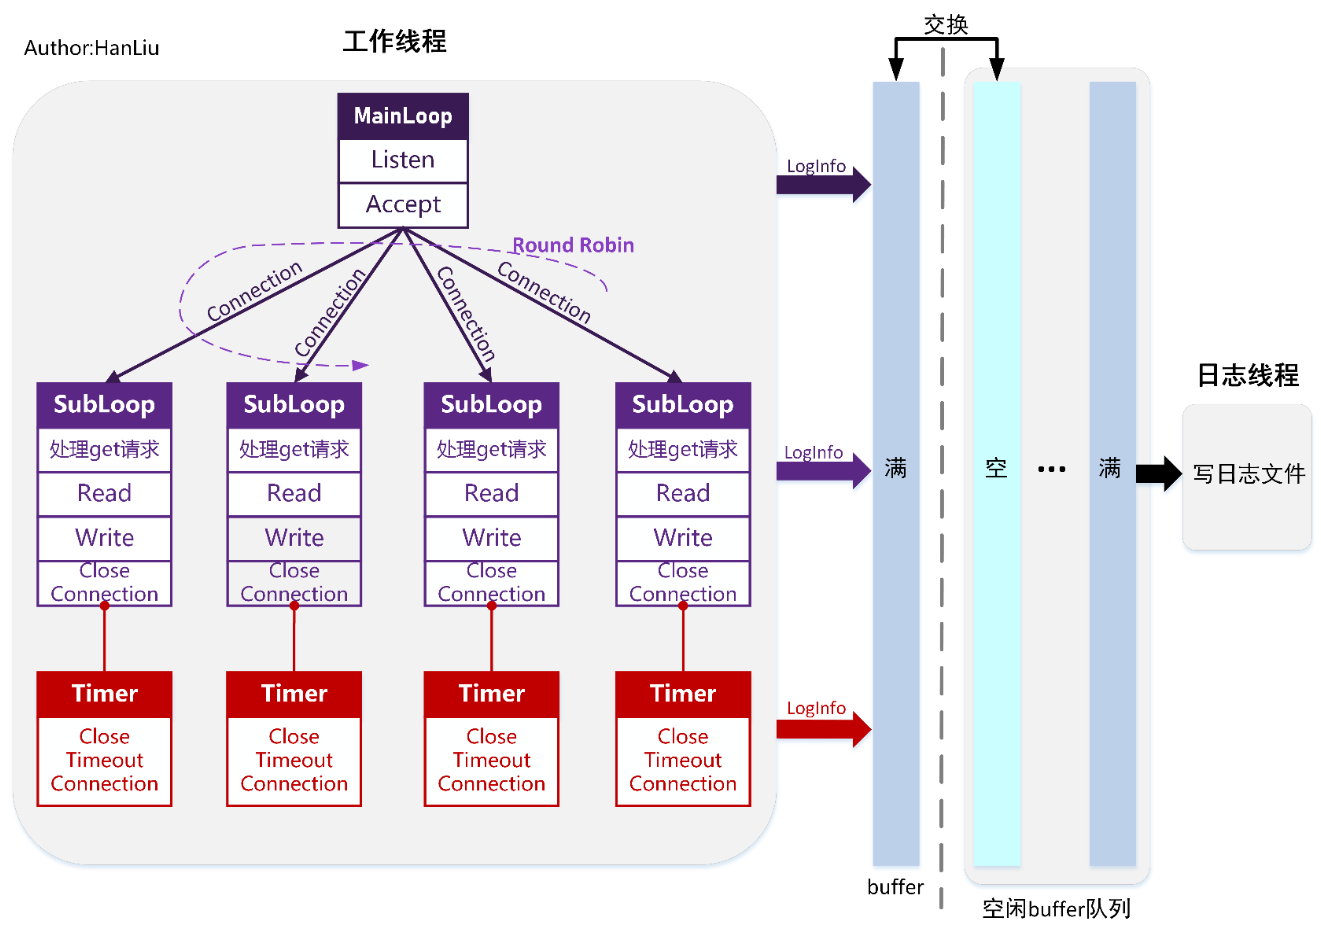 Author:HanLiu
工作线程
交换
MainLoop
Listen
Accept
Round Robin
Connection
Connection
Connection
Connection
SubLoop
处理get请求
Read
Write
Close
Connection
SubLoop
处理get请求
Read
Write
Close
Connection
SubLoop
处理get请求
Read
Write
Close
Connection
SubLoop
处理get请求
Read
Write
Close
Connection
Timer
Close
Timeout
Connection
Timer
Close
Timeout
Connection
Timer
Close
Timeout
Connection
Timer
Close
Timeout
Connection
LogInfo
LogInfo
LogInfo
满
buffer
空
...
满
空闲buffer队列
日志线程
写日志文件